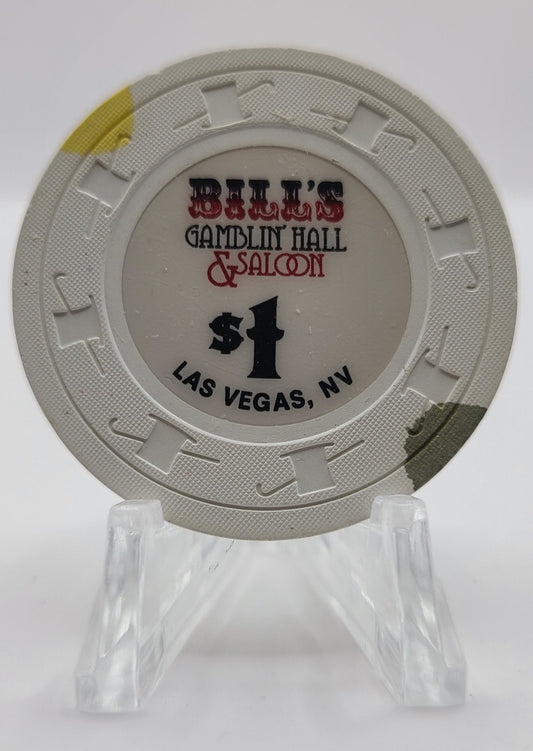 BILL'S
GAMBLIN' HALL
& SALOON
$1
LAS VEGAS, NV